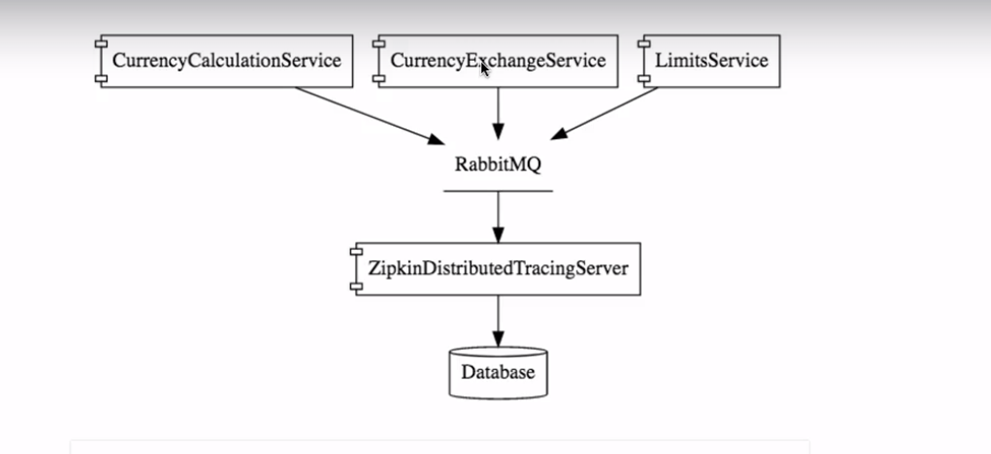 CurrencyCalculationService
CurrencyExchangeService
LimitsService
RabbitMQ
ZipkinDistributedTracingServer
Database